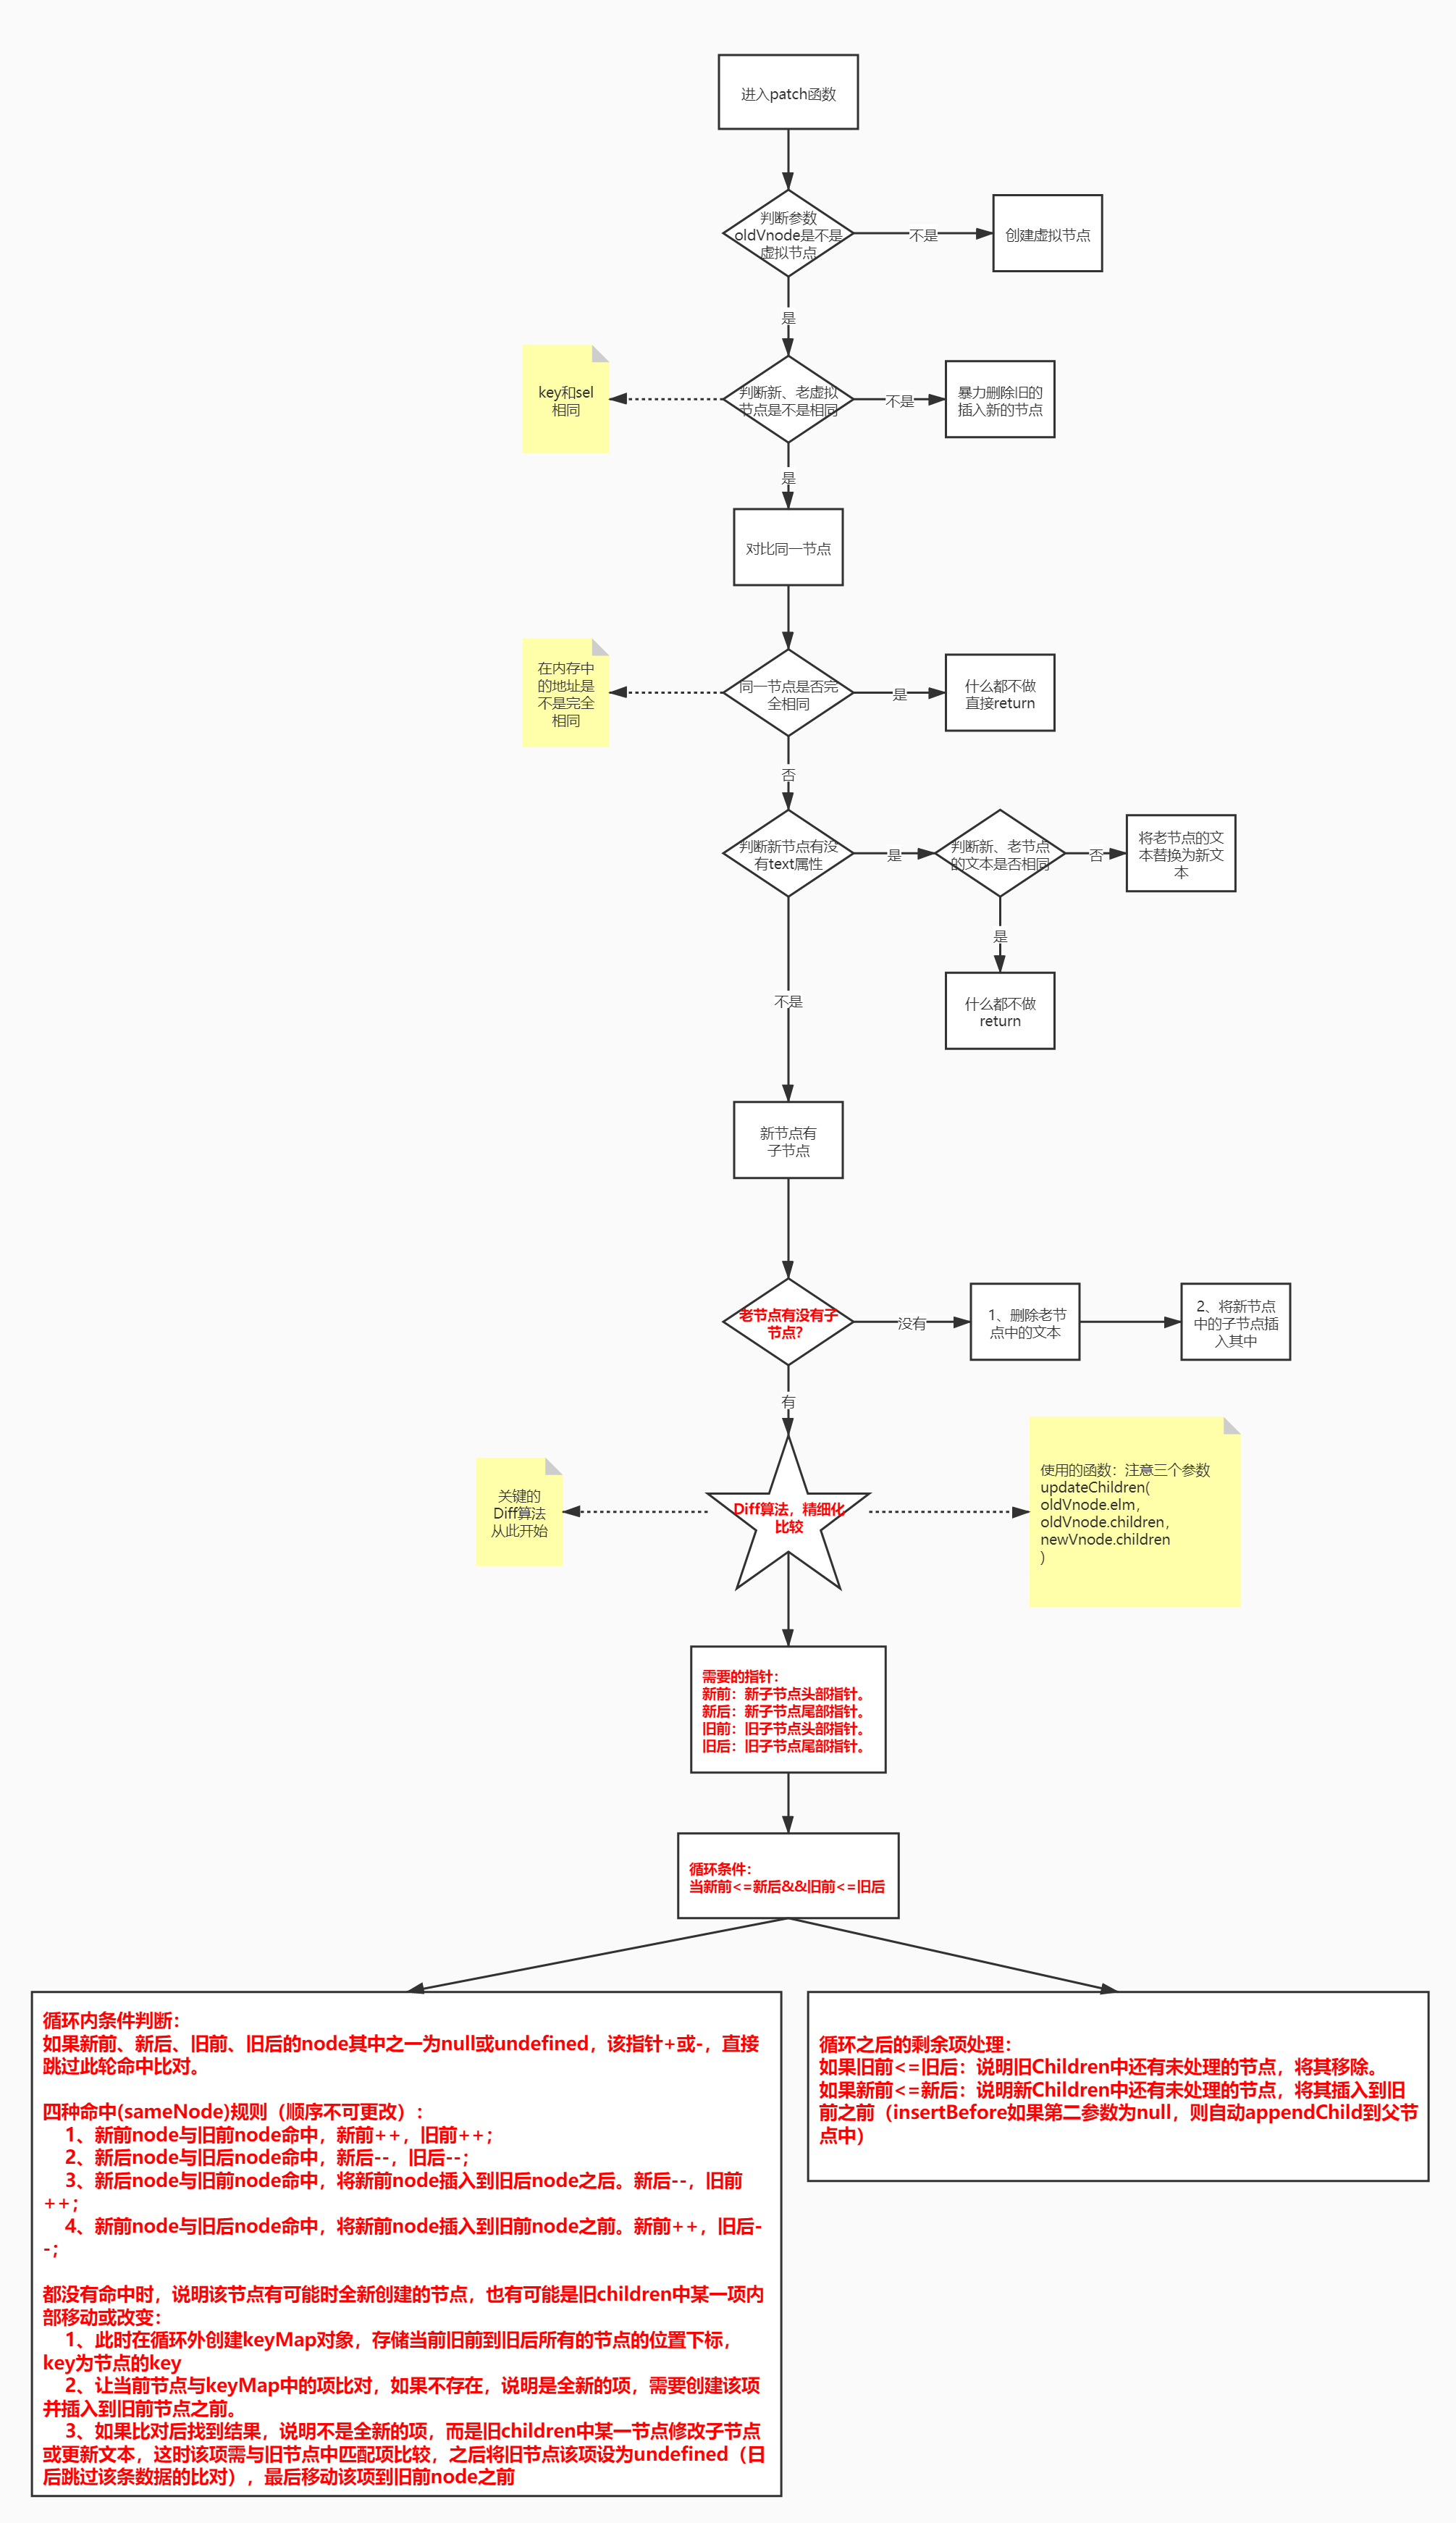 进入patch函数
判断参数
oldVnode是不是
虚拟节点
不是
创建虚拟节点
是
key和sel
相同
判断新、老虚拟
节点是不是相同
不是
暴力删除旧的
插入新的节点
是
对比同一节点
在内存中
的地址是
不是完全
相同
同一节点是否完
全相同
是
什么都不做
直接return
否
判断新节点有没
有text属性
是
判断新、老节点
的文本是否相同
否
将老节点的文
本替换为新文
本
是
什么都不做
return
不是
新节点有
子节点
老节点有没有子
节点?
没有
1、删除老节
点中的文本
2、将新节点
中的子节点插
入其中
有
关键的
Diff算法
从此开始
Diff算法，精细化
比较
使用的函数：注意三个参数
updateChildren(
oldVnode.elm，
oldVnode.children，
newVnode.children
)
需要的指针：
新前：新子节点头部指针。
新后：新子节点尾部指针。
旧前：旧子节点头部指针。
旧后：旧子节点尾部指针。
循环条件：
当新前<=新后&&旧前<=旧后
循环内条件判断：
如果新前、新后、旧前、旧后的node其中之一为null或undefined，该指针+或-，直接
跳过此轮命中比对。
四种命中(sameNode)规则（顺序不可更改）：
1、新前node与旧前node命中，新前++，旧前++；
2、新后node与旧后node命中，新后--，旧后--；
3、新后node与旧前node命中，将新前node插入到旧后node之后。新后--，旧前
++；
4、新前node与旧后node命中，将新前node插入到旧前node之前。新前++，旧后-
-；
都没有命中时，说明该节点有可能时全新创建的节点，也有可能是旧children中某一项内
部移动或改变：
1、此时在循环外创建keyMap对象，存储当前旧前到旧后所有的节点的位置下标，
key为节点的key
2、让当前节点与keyMap中的项比对，如果不存在，说明是全新的项，需要创建该项
并插入到旧前节点之前。
3、如果比对后找到结果，说明不是全新的项，而是旧children中某一节点修改子节点
或更新文本，这时该项需与旧节点中匹配项比较，之后将旧节点该项设为undefined（日
后跳过该条数据的比对），最后移动该项到旧前node之前
循环之后的剩余项处理：
如果旧前<=旧后：说明旧Children中还有未处理的节点，将其移除。
如果新前<=新后：说明新Children中还有未处理的节点，将其插入到旧
前之前（insertBefore如果第二参数为null，则自动appendChild到父节
点中）